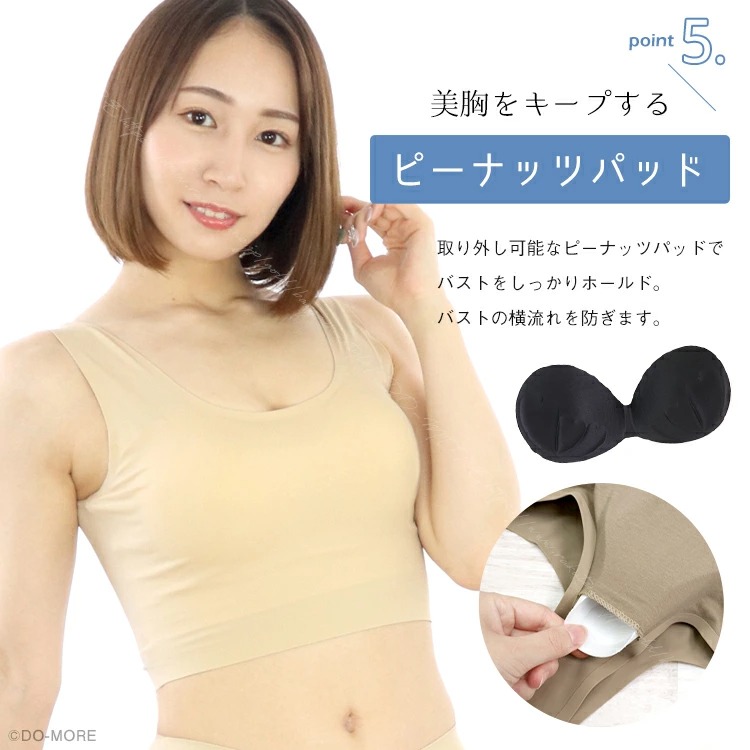 point 5。
美胸をキープする
ピーナッツパッド
取り外し可能なピーナッツパッドで
バストをしっかりホールド。
バストの横流れを防ぎます。
©DO-MORE